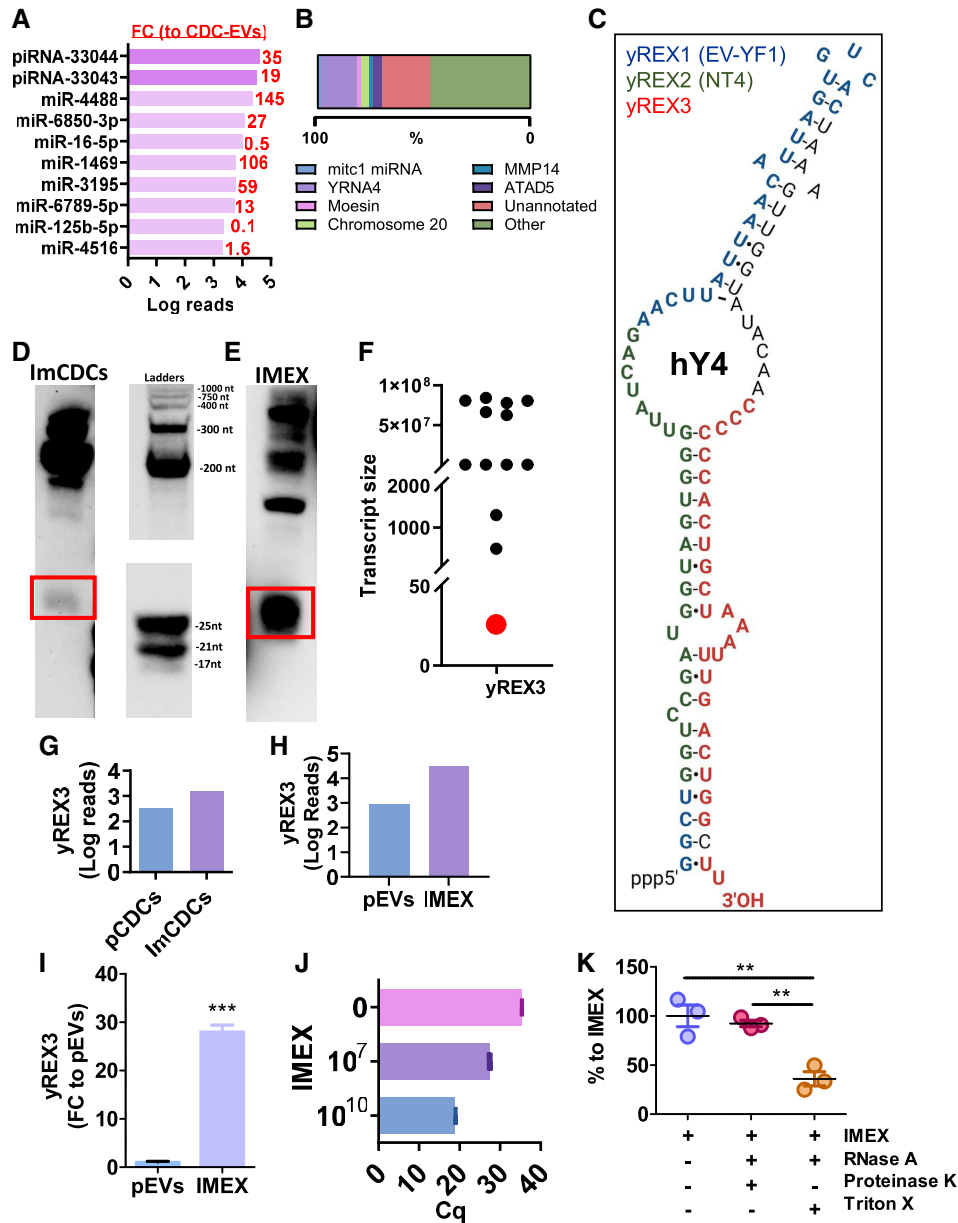 A
FC (to CDC-EVs)
piRNA-33044 35
piRNA-33043 19
miR-4488 145
miR-6850-3p 27
miR-16-5p 0.5
miR-1469 106
miR-3195 59
miR-6789-5p 13
miR-125b-5p 0.1
miR-4516 1.6
0 1 2 3 4 5
Log reads
B
100 % 0
mitc1 miRNA MMP14
YRNA4 ATAD5
Moesin Unannotated
Chromosome 20 Other
C
yREX1 (EV-YF1)
yREX2 (NT4)
yREX3
hY4
ppp5'
3'OH
D
ImCDCs
Ladders
-1000 nt
-750 nt
-400 nt
-300 nt
-200 nt
-25nt
-21nt
-17nt
E
IMEX
F
Transcript size
1×10⁸
5×10⁷
2000
1000
50
0
yREX3
G
yREX3
(Log reads)
4
3
2
1
0
pCDCs ImCDCs
H
yREX3
(Log Reads)
5
4
3
2
1
0
pEVs IMEX
I
yREX3
(FC to pEVs)
40
30
20
10
0
***
pEVs IMEX
J
IMEX
0
10⁷
10¹⁰
0 10 20 30 40
Cq
K
% to IMEX
150
100
50
0
**
**
+ + + IMEX
- + + RNase A
- + - Proteinase K
- - + Triton X